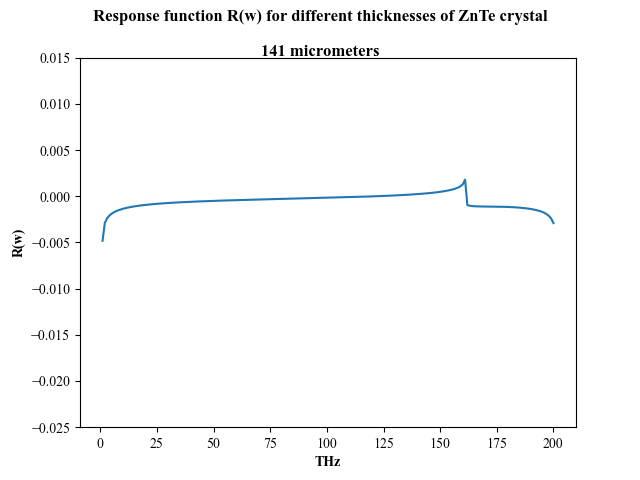 Response function R(w) for different thicknesses of ZnTe crystal
141 micrometers
0.015
0.010
0.005
0.000
−0.005
−0.010
−0.015
−0.020
−0.025
R(w)
0 25 50 75 100 125 150 175 200
THz